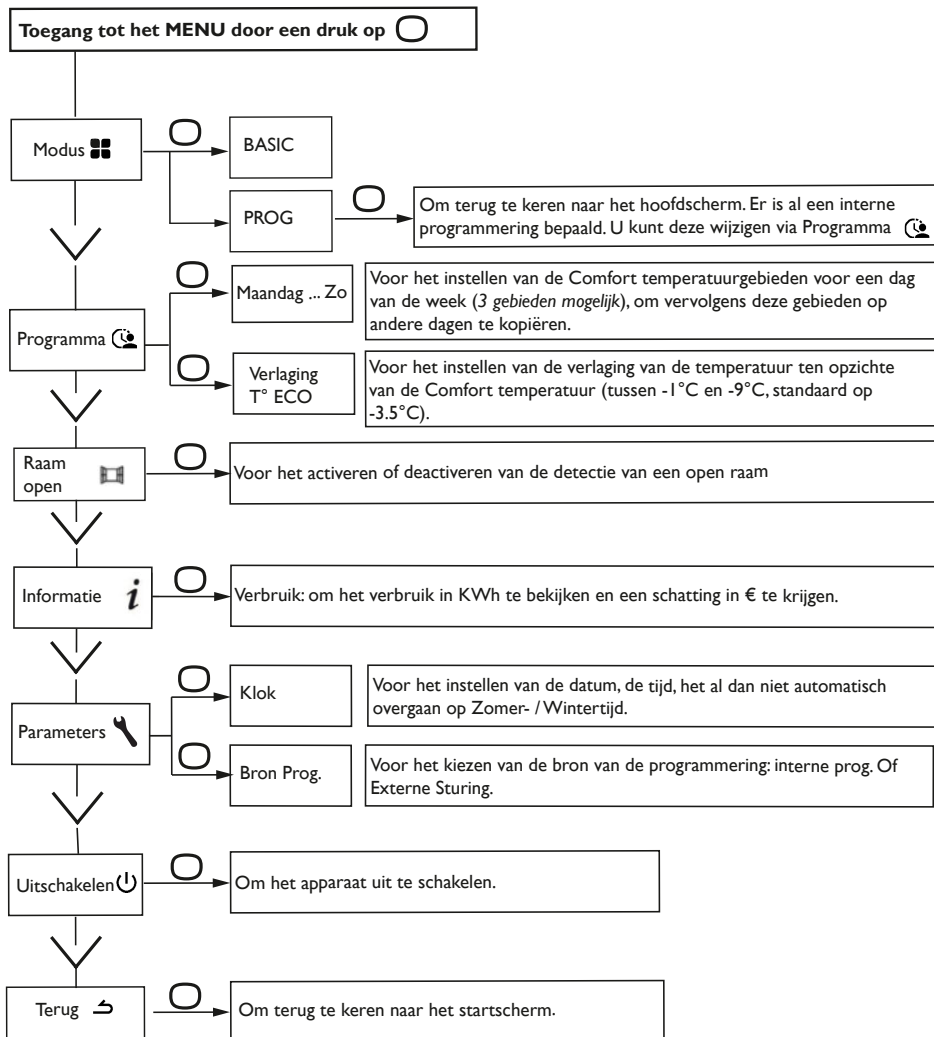 Toegang tot het MENU door een druk op
Modus
BASIC
PROG
Om terug te keren naar het hoofdscherm. Er is al een interne
programmering bepaald. U kunt deze wijzigen via Programma
Programma
Maandag ... Zo
Voor het instellen van de Comfort temperatuurgebieden voor een dag
van de week (3 gebieden mogelijk), om vervolgens deze gebieden op
andere dagen te kopiëren.
Verlaging
T° ECO
Voor het instellen van de verlaging van de temperatuur ten opzichte
van de Comfort temperatuur (tussen -1°C en -9°C, standaard op
-3.5°C).
Raam
open
Voor het activeren of deactiveren van de detectie van een open raam
Informatie
Verbruik: om het verbruik in KWh te bekijken en een schatting in € te krijgen.
Parameters
Klok
Voor het instellen van de datum, de tijd, het al dan niet automatisch
overgaan op Zomer- / Wintertijd.
Bron Prog.
Voor het kiezen van de bron van de programmering: interne prog. Of
Externe Sturing.
Uitschakelen
Om het apparaat uit te schakelen.
Terug
Om terug te keren naar het startscherm.